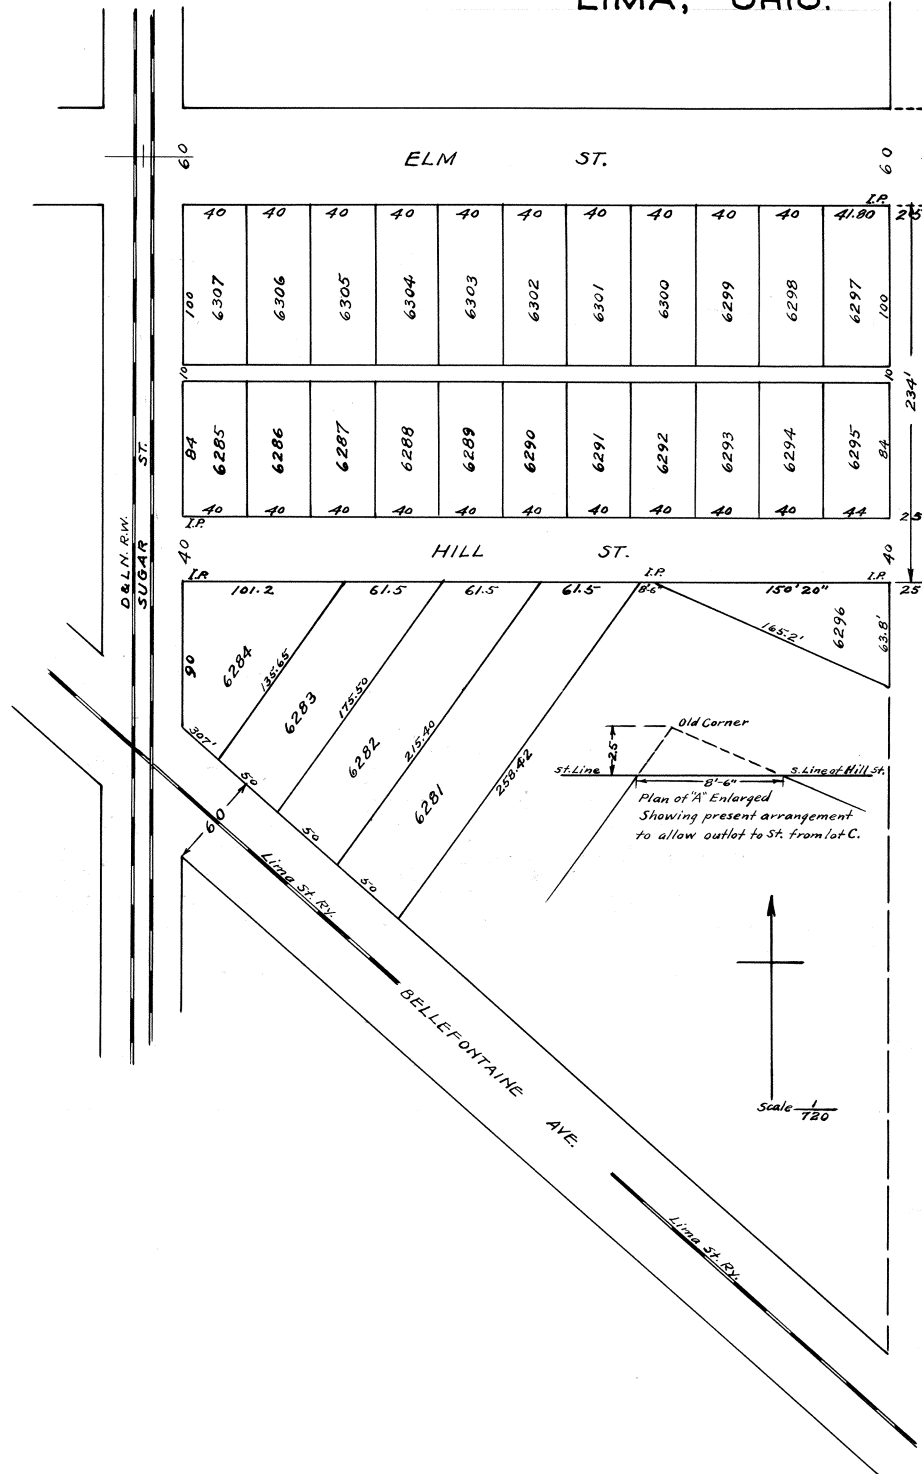 LIMA, OHIO.
60 ELM ST. 60
I.P.
40 40 40 40 40 40 40 40 40 40 41.80 25
100 6307 6306 6305 6304 6303 6302 6301 6300 6299 6298 6297 100
10 10
234'
84 6285 6286 6287 6288 6289 6290 6291 6292 6293 6294 6295 84
40 40 40 40 40 40 40 40 40 40 44 25
I.P.
D&L N. R.W.
SUGAR ST.
40 HILL ST. 40
I.P. I.P. I.P.
101.2 61.5 61.5 61.5 8'-6" 150'20" 25
90 6284 135.65 6283 175.50 6282 215.40 6281 258.42
165.2' 6296 63.8'
307' 50 50 50
60
Old Corner
2.5
St. Line S. Line of Hill St.
8'-6"
Plan of "A" Enlarged
Showing present arrangement
to allow outlot to St. from lot C.
Lima St. Ry.
BELLEFONTAINE AVE.
Scale 1/720
Lima St. Ry.